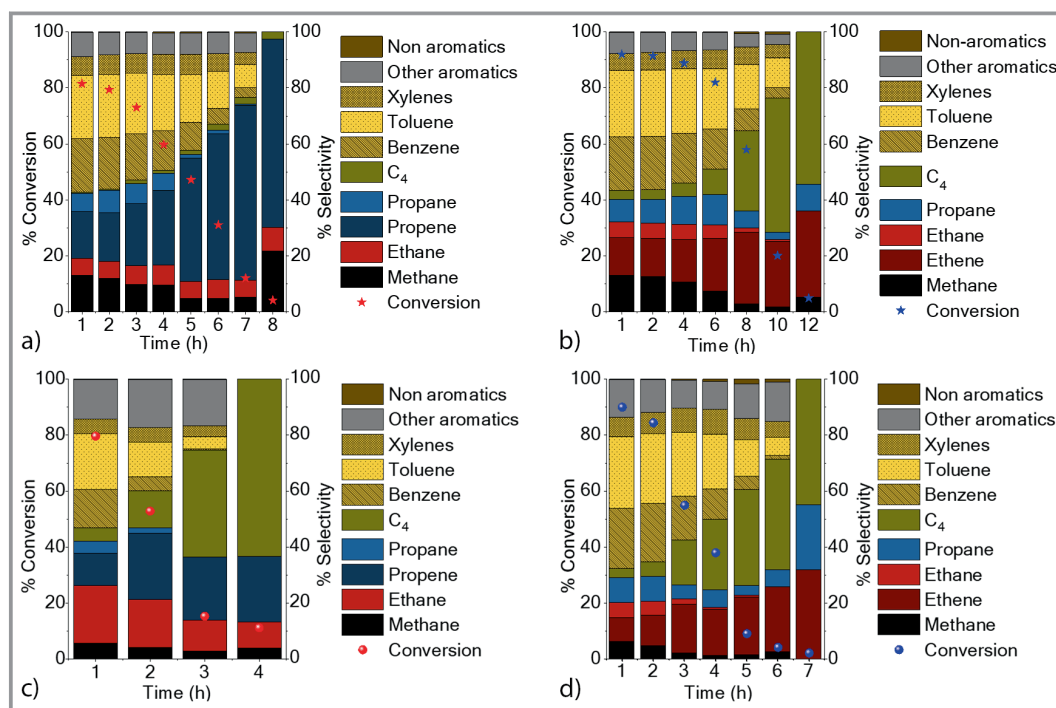 100
80
60
40
20
0
% Conversion
1 2 3 4 5 6 7 8
Time (h)
100
80
60
40
20
0
% Selectivity
Non aromatics
Other aromatics
Xylenes
Toluene
Benzene
C4
Propane
Propene
Ethane
Methane
Conversion
a)
100
80
60
40
20
0
% Conversion
1 2 4 6 8 10 12
Time (h)
100
80
60
40
20
0
% Selectivity
Non-aromatics
Other aromatics
Xylenes
Toluene
Benzene
C4
Propane
Ethane
Ethene
Methane
Conversion
b)
100
80
60
40
20
0
% Conversion
1 2 3 4
Time (h)
100
80
60
40
20
0
% Selectivity
Non aromatics
Other aromatics
Xylenes
Toluene
Benzene
C4
Propane
Propene
Ethane
Methane
Conversion
c)
100
80
60
40
20
0
% Conversion
1 2 3 4 5 6 7
Time (h)
100
80
60
40
20
0
% Selectivity
Non aromatics
Other aromatics
Xylenes
Toluene
Benzene
C4
Propane
Ethane
Ethene
Methane
Conversion
d)